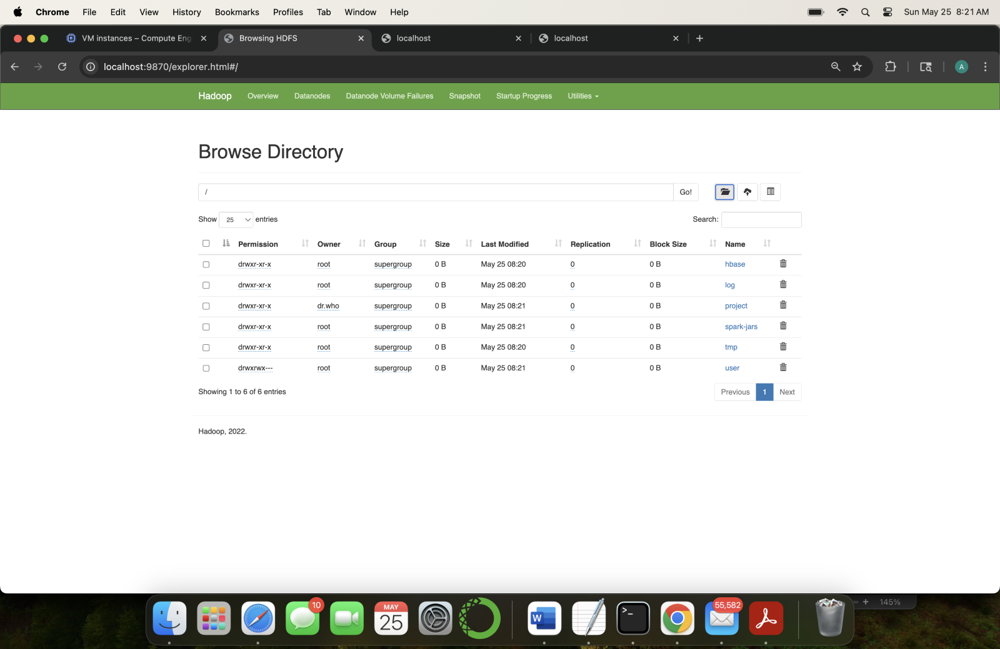 Chrome File Edit View History Bookmarks Profiles Tab Window Help Sun May 25 8:21 AM
VM instances – Compute Eng Browsing HDFS localhost localhost
localhost:9870/explorer.html#/ A
Hadoop Overview Datanodes Datanode Volume Failures Snapshot Startup Progress Utilities
Browse Directory
/ Go!
Show 25 entries Search:
Permission Owner Group Size Last Modified Replication Block Size Name
drwxr-xr-x root supergroup 0 B May 25 08:20 0 0 B hbase
drwxr-xr-x root supergroup 0 B May 25 08:20 0 0 B log
drwxr-xr-x dr.who supergroup 0 B May 25 08:21 0 0 B project
drwxr-xr-x root supergroup 0 B May 25 08:21 0 0 B spark-jars
drwxr-xr-x root supergroup 0 B May 25 08:20 0 0 B tmp
drwxrwx--- root supergroup 0 B May 25 08:21 0 0 B user
Showing 1 to 6 of 6 entries Previous 1 Next
Hadoop, 2022.
10 MAY 25 W >_ 55,582 + 145%